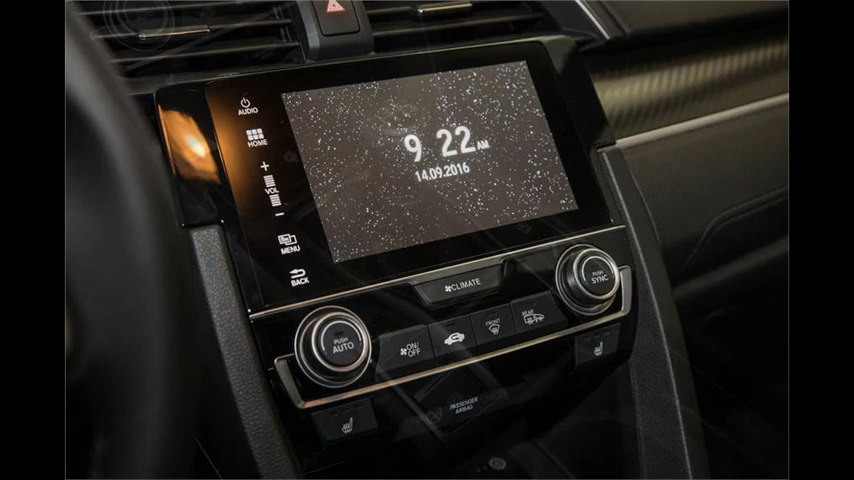 AUDIO
HOME
+
VOL
−
MENU
BACK
9 22 AM
14.09.2016
CLIMATE
PUSH
AUTO
ON/
OFF
FRONT
REAR
PUSH
SYNC
PASSENGER
AIRBAG